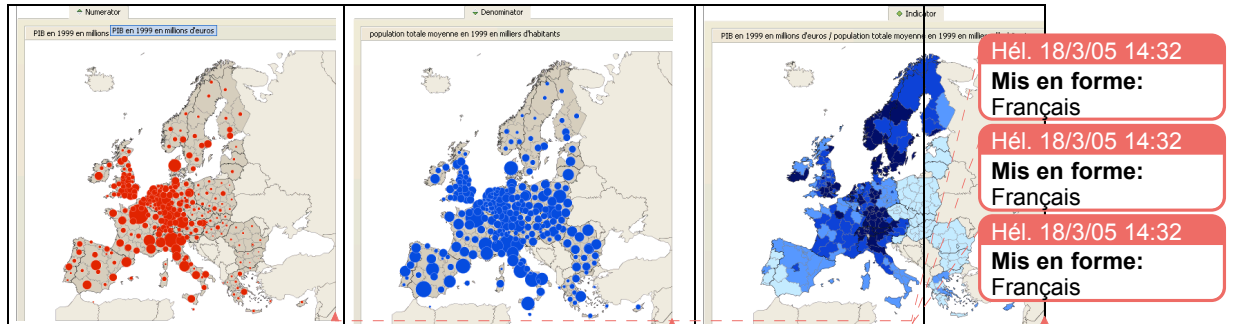 Numerator
PIB en 1999 en millions PIB en 1999 en millions d'euros
Denominator
population totale moyenne en 1999 en milliers d'habitants
Indicator
PIB en 1999 en millions d'euros / population totale moyenne en 1999 en milliers
Hél. 18/3/05 14:32
Mis en forme:
Français
Hél. 18/3/05 14:32
Mis en forme:
Français
Hél. 18/3/05 14:32
Mis en forme:
Français